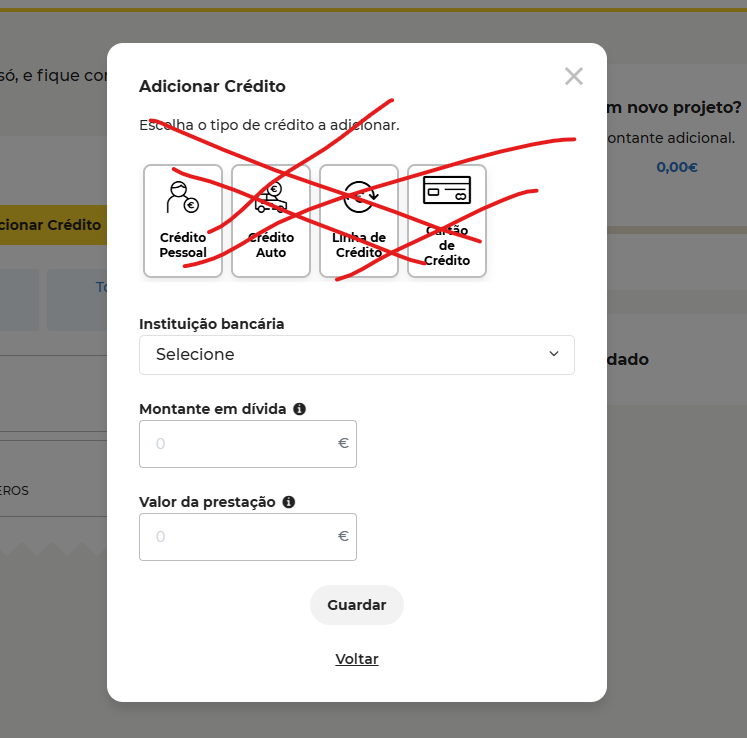 só, e fique co
Adicionar Crédito
Escolha o tipo de crédito a adicionar.
m novo projeto?
ontante adicional.
0,00€
cionar Crédito
Crédito
Pessoal
Crédito
Auto
Linha de
Crédito
Cartão
de
Crédito
To
Instituição bancária
Selecione
dado
Montante em dívida
0 €
EROS
Valor da prestação
0 €
Guardar
Voltar